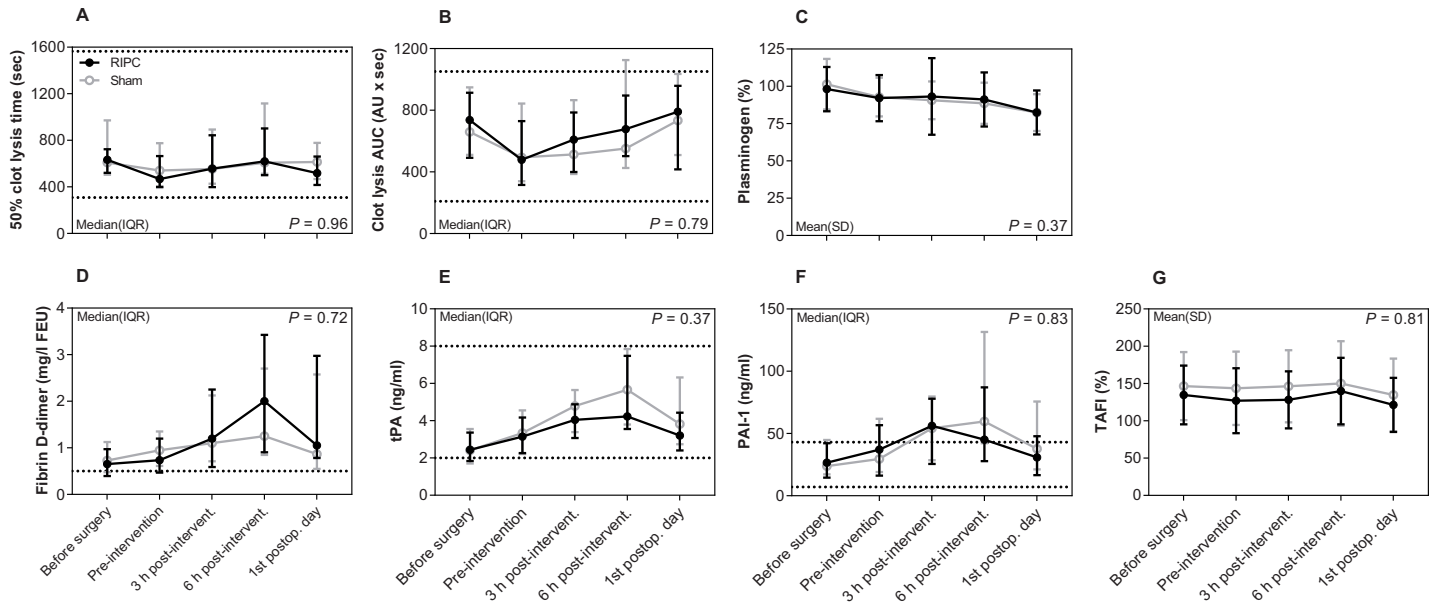 A
50% clot lysis time (sec)
1600
1200
800
400
0
RIPC
Sham
Median(IQR)
P = 0.96
B
Clot lysis AUC (AU x sec)
1200
800
400
0
Median(IQR)
P = 0.79
C
Plasminogen (%)
125
100
75
50
25
0
Mean(SD)
P = 0.37
D
Fibrin D-dimer (mg/l FEU)
4
3
2
1
0
Median(IQR)
P = 0.72
Before surgery
Pre-intervention
3 h post-intervent.
6 h post-intervent.
1st postop. day
E
tPA (ng/ml)
10
8
6
4
2
0
Median(IQR)
P = 0.37
Before surgery
Pre-intervention
3 h post-intervent.
6 h post-intervent.
1st postop. day
F
PAI-1 (ng/ml)
150
100
50
0
Median(IQR)
P = 0.83
Before surgery
Pre-intervention
3 h post-intervent.
6 h post-intervent.
1st postop. day
G
TAFI (%)
250
200
150
100
50
0
Mean(SD)
P = 0.81
Before surgery
Pre-intervention
3 h post-intervent.
6 h post-intervent.
1st postop. day